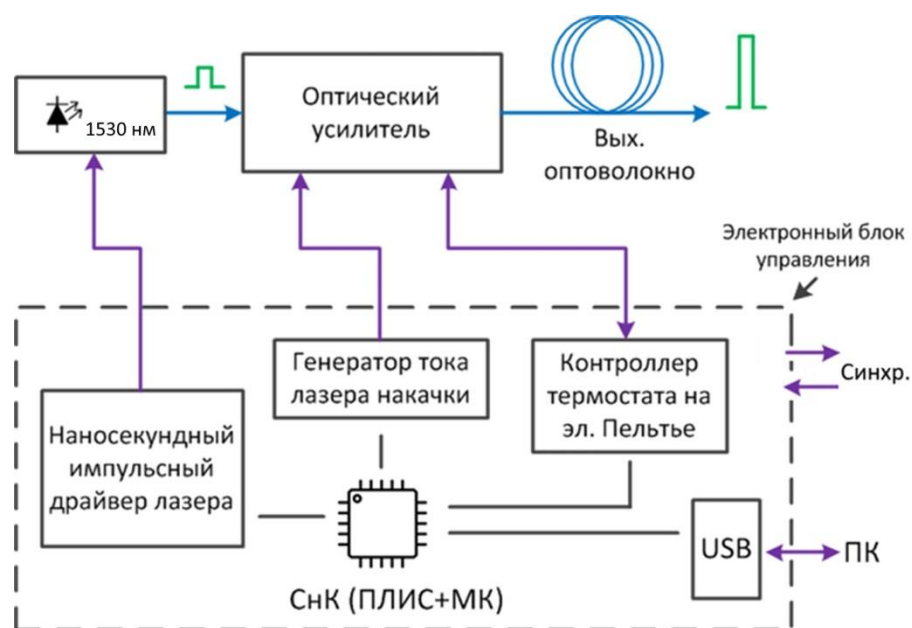 1530 нм
Оптический
усилитель
Вых.
оптоволокно
Электронный блок
управления
Генератор тока
лазера накачки
Контроллер
термостата на
эл. Пельтье
Синхр.
Наносекундный
импульсный
драйвер лазера
USB
ПК
СнК (ПЛИС+МК)